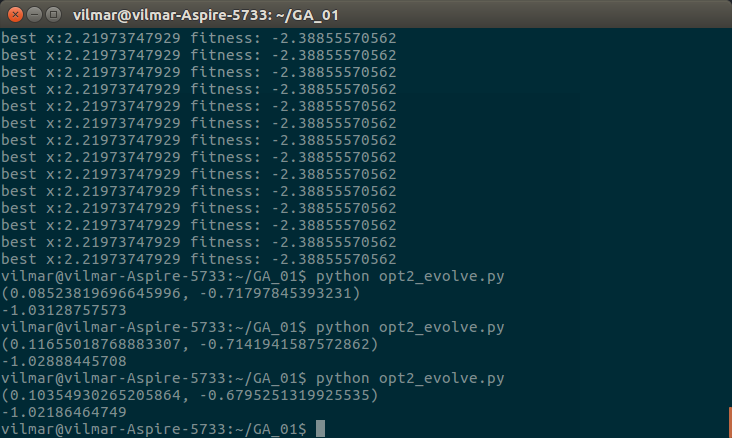 vilmar@vilmar-Aspire-5733: ~/GA_01
best x:2.21973747929 fitness: -2.38855570562
best x:2.21973747929 fitness: -2.38855570562
best x:2.21973747929 fitness: -2.38855570562
best x:2.21973747929 fitness: -2.38855570562
best x:2.21973747929 fitness: -2.38855570562
best x:2.21973747929 fitness: -2.38855570562
best x:2.21973747929 fitness: -2.38855570562
best x:2.21973747929 fitness: -2.38855570562
best x:2.21973747929 fitness: -2.38855570562
best x:2.21973747929 fitness: -2.38855570562
best x:2.21973747929 fitness: -2.38855570562
best x:2.21973747929 fitness: -2.38855570562
best x:2.21973747929 fitness: -2.38855570562
best x:2.21973747929 fitness: -2.38855570562
vilmar@vilmar-Aspire-5733:~/GA_01$ python opt2_evolve.py
(0.08523819696645996, -0.71797845393231)
-1.03128757573
vilmar@vilmar-Aspire-5733:~/GA_01$ python opt2_evolve.py
(0.11655018768883307, -0.7141941587572862)
-1.02888445708
vilmar@vilmar-Aspire-5733:~/GA_01$ python opt2_evolve.py
(0.10354930265205864, -0.6795251319925535)
-1.02186464749
vilmar@vilmar-Aspire-5733:~/GA_01$